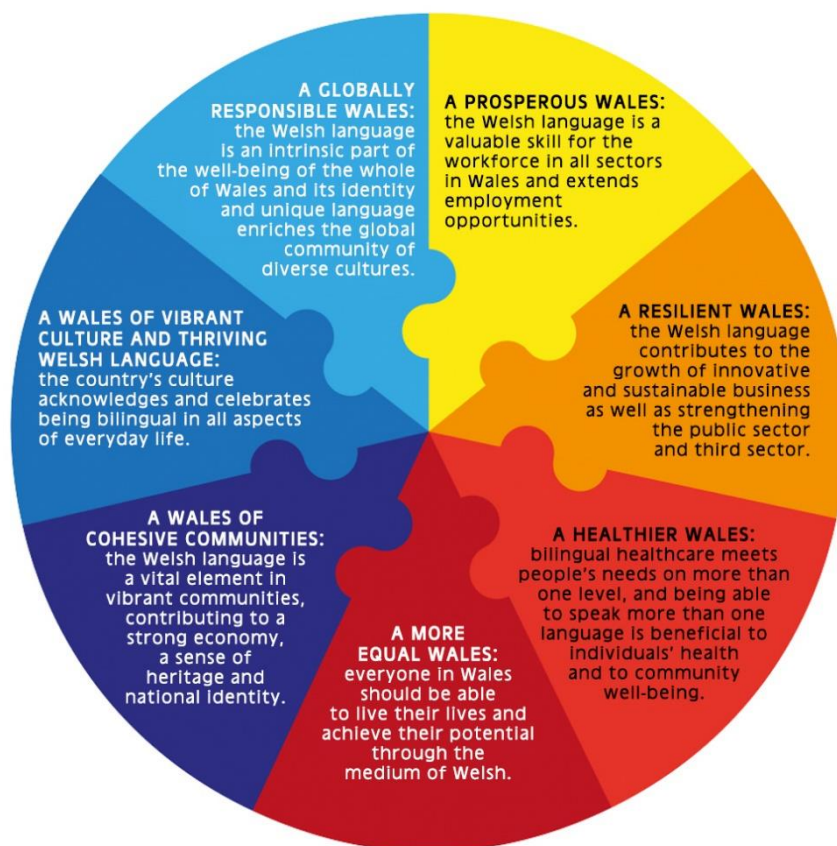 A GLOBALLY
RESPONSIBLE WALES:
the Welsh language
is an intrinsic part of
the well-being of the whole
of Wales and its identity
and unique language
enriches the global
community of
diverse cultures.
A PROSPEROUS WALES:
the Welsh language is a
valuable skill for the
workforce in all sectors
in Wales and extends
employment
opportunities.
A RESILIENT WALES:
the Welsh language
contributes to the
growth of innovative
and sustainable business
as well as strengthening
the public sector
and third sector.
A HEALTHIER WALES:
bilingual healthcare meets
people's needs on more than
one level, and being able
to speak more than one
language is beneficial to
individuals' health
and to community
well-being.
A MORE
EQUAL WALES:
everyone in Wales
should be able
to live their lives and
achieve their potential
through the
medium of Welsh.
A WALES OF
COHESIVE COMMUNITIES:
the Welsh language is
a vital element in
vibrant communities,
contributing to a
strong economy,
a sense of
heritage and
national identity.
A WALES OF VIBRANT
CULTURE AND THRIVING
WELSH LANGUAGE:
the country's culture
acknowledges and celebrates
being bilingual in all aspects
of everyday life.